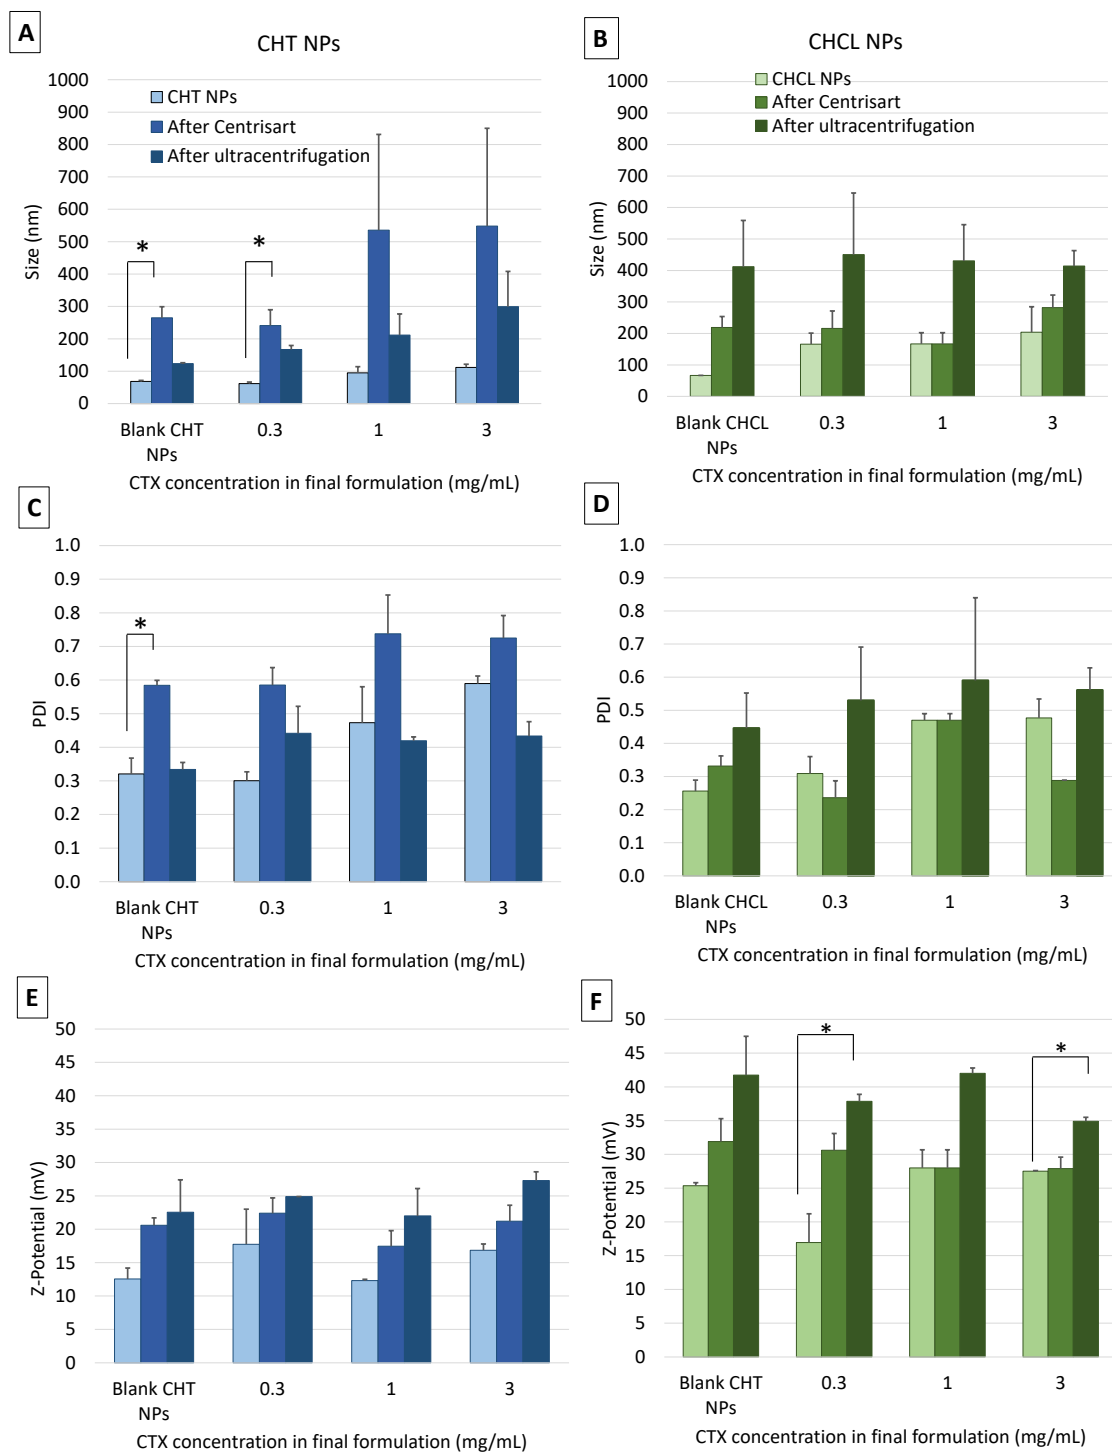 A
CHT NPs
1000
900
800
700
600
500
400
300
200
100
0
Size (nm)
CHT NPs
After Centrisart
After ultracentrifugation
*
*
Blank CHT
NPs
0.3
1
3
CTX concentration in final formulation (mg/mL)
B
CHCL NPs
1000
900
800
700
600
500
400
300
200
100
0
Size (nm)
CHCL NPs
After Centrisart
After ultracentrifugation
Blank CHCL
NPs
0.3
1
3
CTX concentration in final formulation (mg/mL)
C
1.0
0.9
0.8
0.7
0.6
0.5
0.4
0.3
0.2
0.1
0.0
PDI
*
Blank CHT
NPs
0.3
1
3
CTX concentration in final formulation (mg/mL)
D
1.0
0.9
0.8
0.7
0.6
0.5
0.4
0.3
0.2
0.1
0.0
PDI
Blank CHCL
NPs
0.3
1
3
CTX concentration in final formulation (mg/mL)
E
50
45
40
35
30
25
20
15
10
5
0
Z-Potential (mV)
Blank CHT
NPs
0.3
1
3
CTX concentration in final formulation (mg/mL)
F
50
45
40
35
30
25
20
15
10
5
0
Z-Potential (mV)
*
*
Blank CHT
NPs
0.3
1
3
CTX concentration in final formulation (mg/mL)